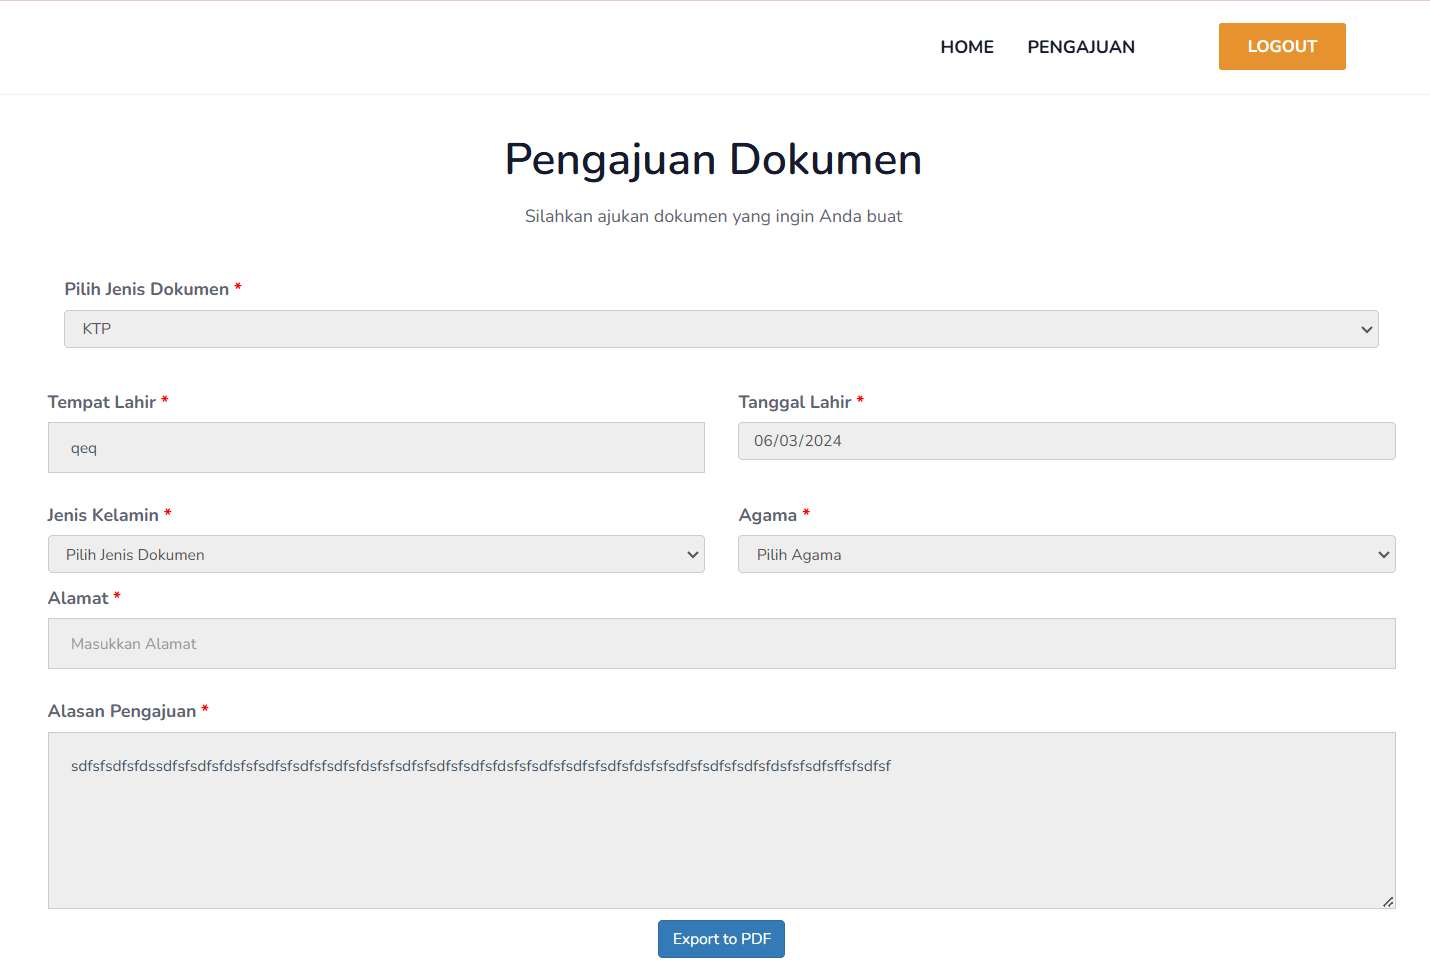 HOME PENGAJUAN LOGOUT
Pengajuan Dokumen
Silahkan ajukan dokumen yang ingin Anda buat
Pilih Jenis Dokumen *
KTP
Tempat Lahir * Tanggal Lahir *
qeq 06/03/2024
Jenis Kelamin * Agama *
Pilih Jenis Dokumen Pilih Agama
Alamat *
Masukkan Alamat
Alasan Pengajuan *
Export to PDF